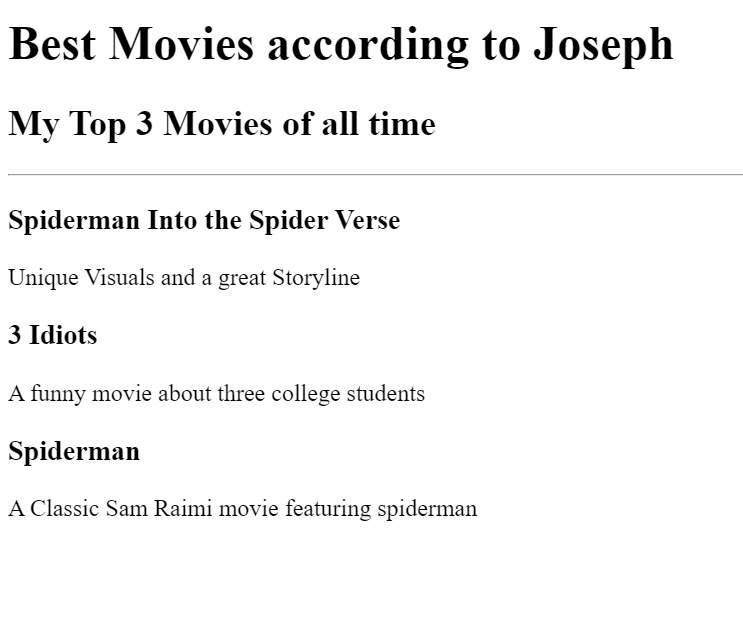 Best Movies according to Joseph
My Top 3 Movies of all time
Spiderman Into the Spider Verse
Unique Visuals and a great Storyline
3 Idiots
A funny movie about three college students
Spiderman
A Classic Sam Raimi movie featuring spiderman